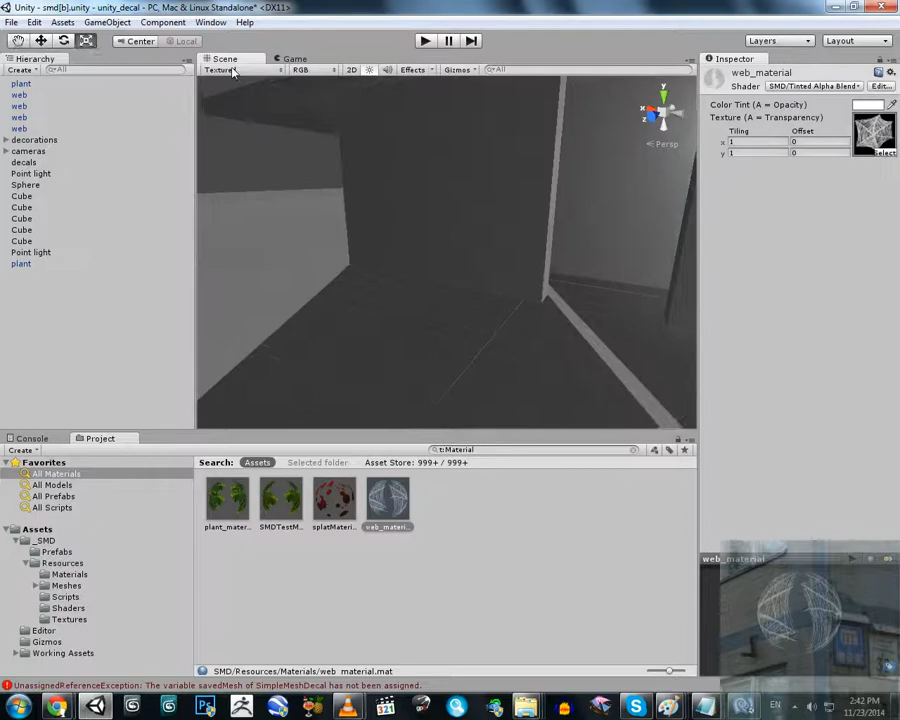 Unity - smd[b].unity - unity_decal - PC, Mac & Linux Standalone* <DX11>
File Edit Assets GameObject Component Window Help
Center Local Layers Layout
Hierarchy
Create All
plant
web
web
web
web
decorations
cameras
decals
Point light
Sphere
Cube
Cube
Cube
Cube
Cube
Point light
plant
Scene Game
Textured RGB 2D Effects Gizmos All
y
x
z
Persp
Inspector
web_material
Shader SMD/Tinted Alpha Blend Edit...
Color Tint (A = Opacity)
Texture (A = Transparency)
Tiling Offset
x 1 0
y 1 0
Select
Console Project
Create t:Material
Favorites
All Materials
All Models
All Prefabs
All Scripts
Assets
_SMD
Prefabs
Resources
Materials
Meshes
Scripts
Shaders
Textures
Editor
Gizmos
Working Assets
Search: Assets Selected folder Asset Store: 999+ / 999+
plant_mater... SMDTestM... splatMateri... web_materi...
web_material
SMD/Resources/Materials/web_material.mat
UnassignedReferenceException: The variable savedMesh of SimpleMeshDecal has not been assigned.
321
EN 2:42 PM
11/23/2014